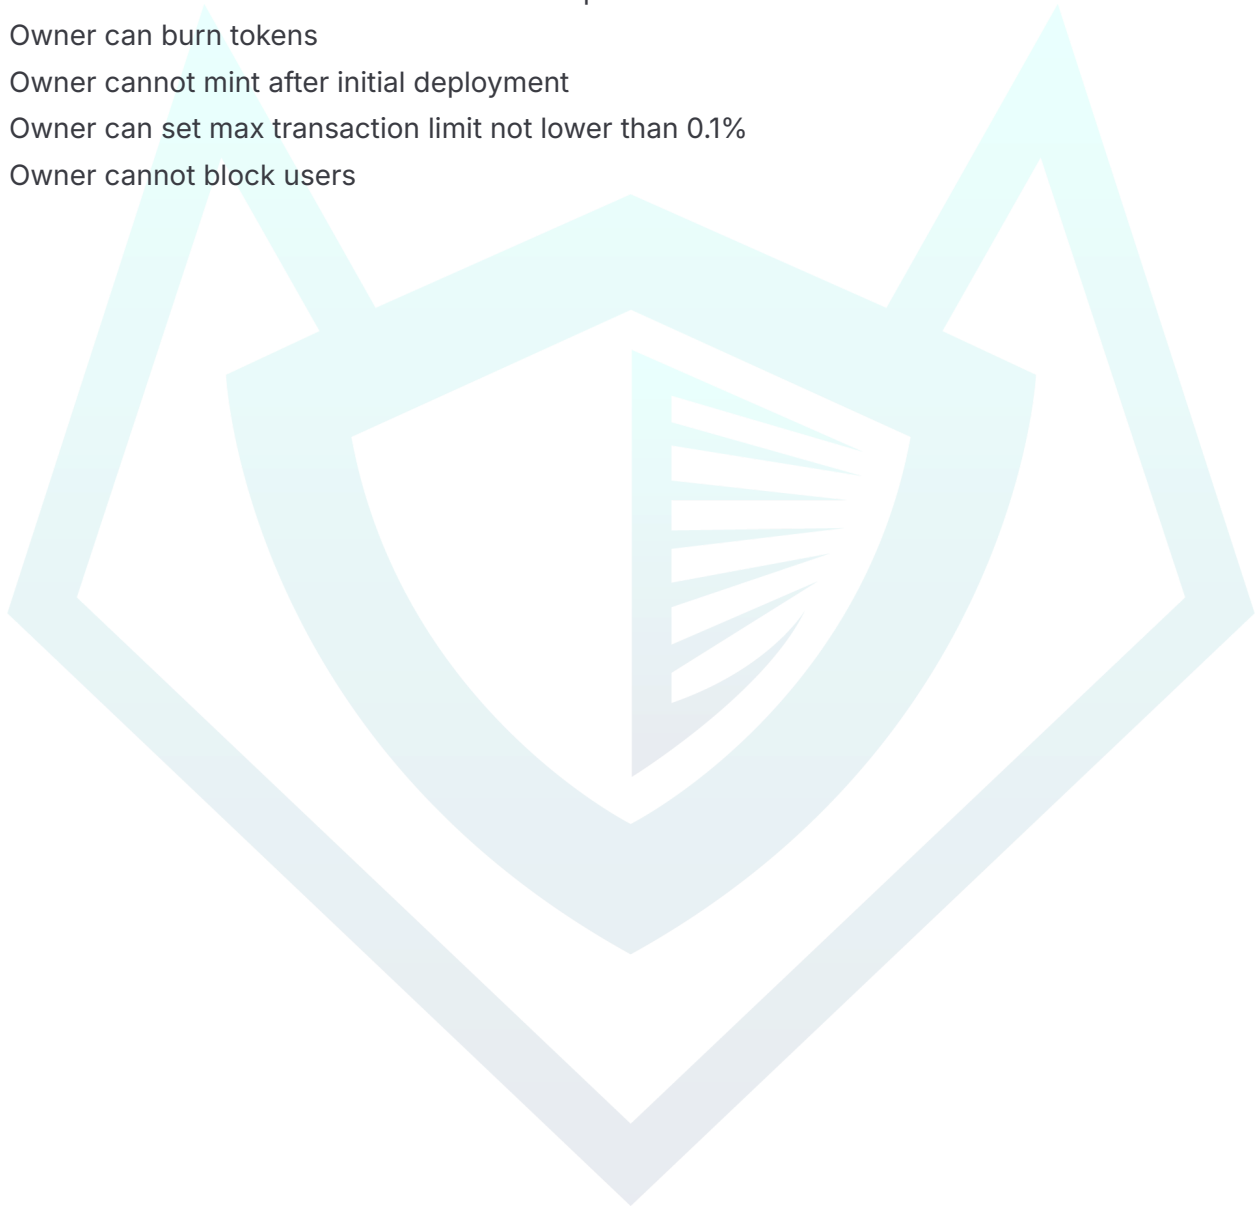 Owner can burn tokens
Owner cannot mint after initial deployment
Owner can set max transaction limit not lower than 0.1%
Owner cannot block users